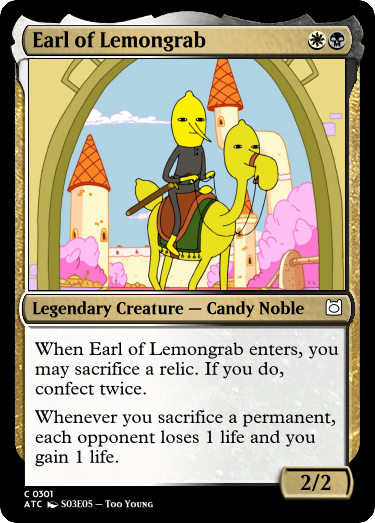 Earl of Lemongrab
Legendary Creature — Candy Noble
When Earl of Lemongrab enters, you
may sacrifice a relic. If you do,
confect twice.
Whenever you sacrifice a permanent,
each opponent loses 1 life and you
gain 1 life.
2/2
C 0301
ATC S03E05 — Too Young